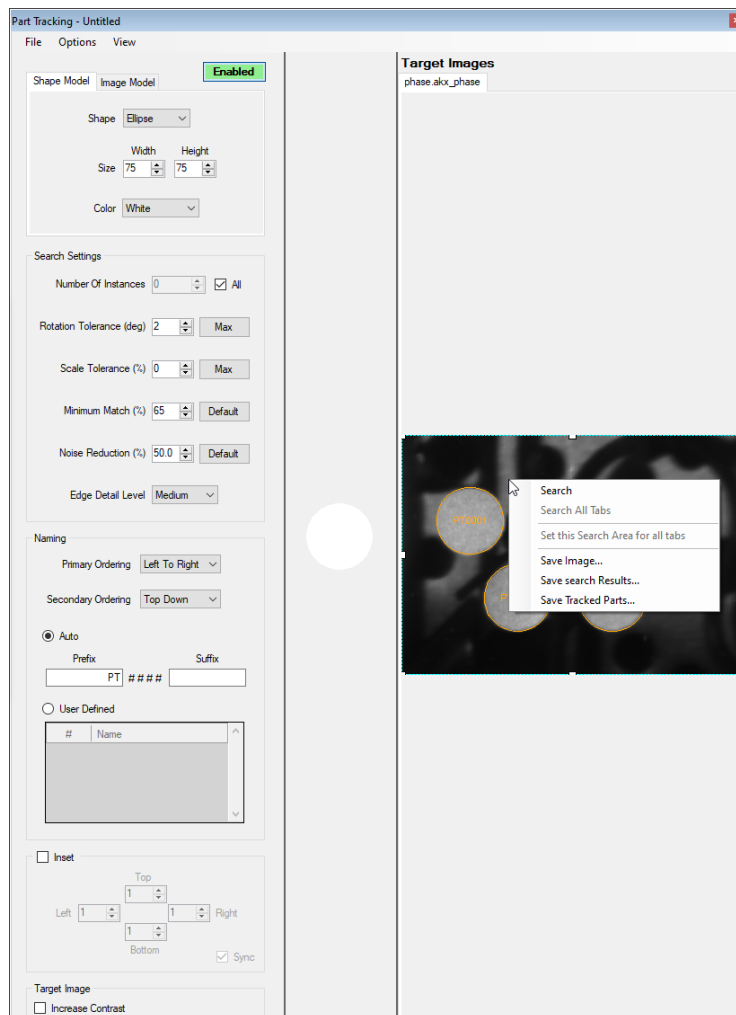 Part Tracking - Untitled
File Options View
Enabled
Shape Model Image Model
Shape Ellipse
Width Height
Size 75 75
Color White
Search Settings
Number Of Instances 0 All
Rotation Tolerance (deg) 2 Max
Scale Tolerance (%) 0 Max
Minimum Match (%) 65 Default
Noise Reduction (%) 50.0 Default
Edge Detail Level Medium
Naming
Primary Ordering Left To Right
Secondary Ordering Top Down
Auto
Prefix Suffix
PT ####
User Defined
# Name
Inset
Top
1
Left 1 1 Right
1
Bottom
Sync
Target Image
Increase Contrast
Target Images
phase.akx_phase
Search
Search All Tabs
Set this Search Area for all tabs
Save Image...
Save search Results...
Save Tracked Parts...